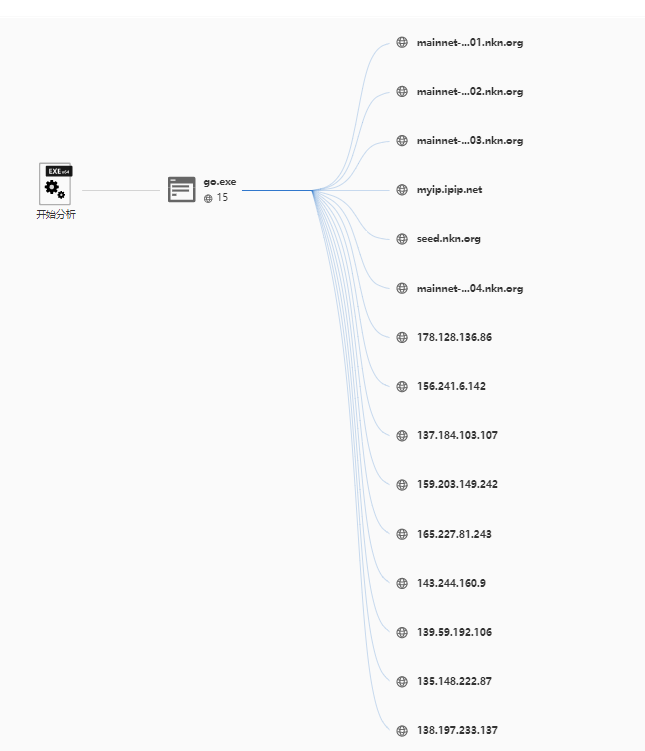 mainnet-...01.nkn.org
mainnet-...02.nkn.org
mainnet-...03.nkn.org
EXE x64
go.exe
15
myip.ipip.net
开始分析
seed.nkn.org
mainnet-...04.nkn.org
178.128.136.86
156.241.6.142
137.184.103.107
159.203.149.242
165.227.81.243
143.244.160.9
139.59.192.106
135.148.222.87
138.197.233.137